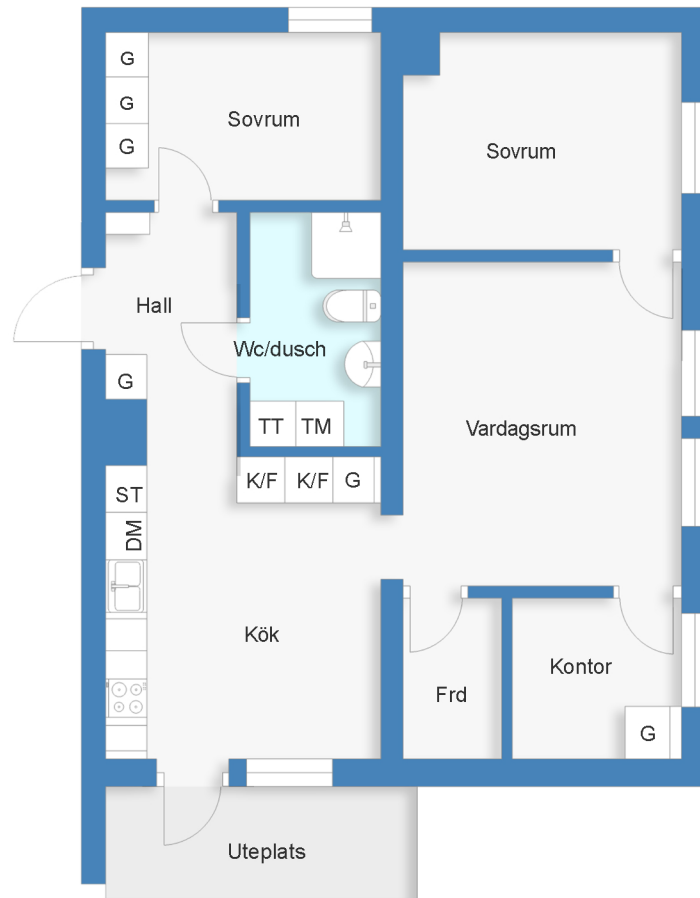 G
G
G
Sovrum
Sovrum
Hall
Wc/dusch
G
TT
TM
Vardagsrum
K/F
K/F
G
ST
DM
Kök
Kontor
Frd
G
Uteplats